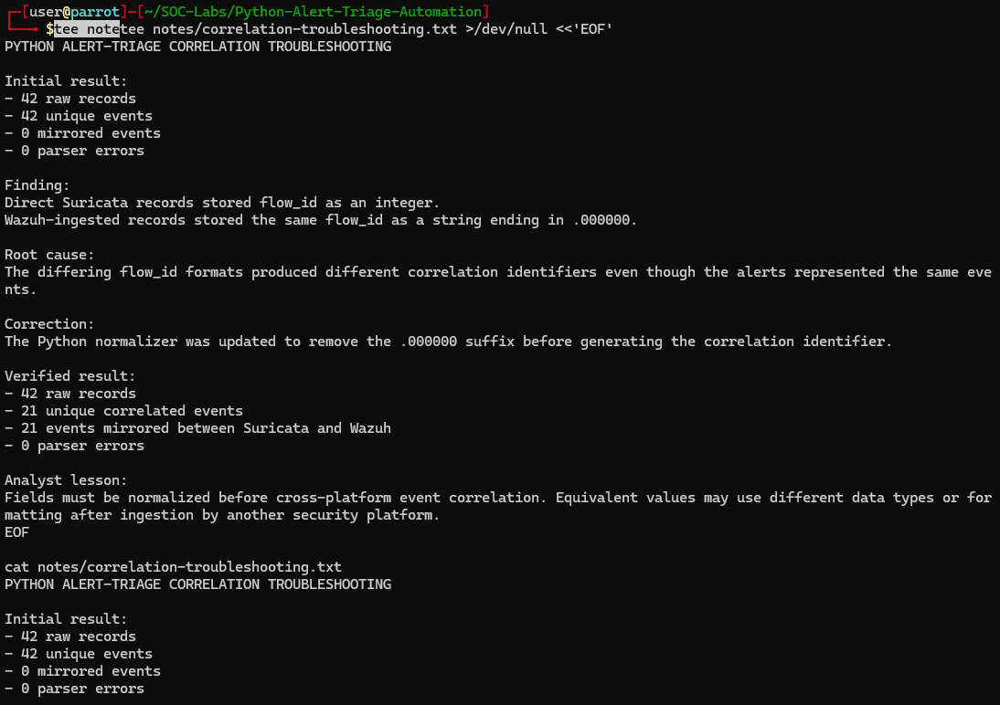 ┌─[user@parrot]─[~/SOC-Labs/Python-Alert-Triage-Automation]
└──╼ $tee notetee notes/correlation-troubleshooting.txt >/dev/null <<'EOF'
PYTHON ALERT-TRIAGE CORRELATION TROUBLESHOOTING

Initial result:
- 42 raw records
- 42 unique events
- 0 mirrored events
- 0 parser errors

Finding:
Direct Suricata records stored flow_id as an integer.
Wazuh-ingested records stored the same flow_id as a string ending in .000000.

Root cause:
The differing flow_id formats produced different correlation identifiers even though the alerts represented the same eve
nts.

Correction:
The Python normalizer was updated to remove the .000000 suffix before generating the correlation identifier.

Verified result:
- 42 raw records
- 21 unique correlated events
- 21 events mirrored between Suricata and Wazuh
- 0 parser errors

Analyst lesson:
Fields must be normalized before cross-platform event correlation. Equivalent values may use different data types or for
matting after ingestion by another security platform.
EOF

cat notes/correlation-troubleshooting.txt
PYTHON ALERT-TRIAGE CORRELATION TROUBLESHOOTING

Initial result:
- 42 raw records
- 42 unique events
- 0 mirrored events
- 0 parser errors